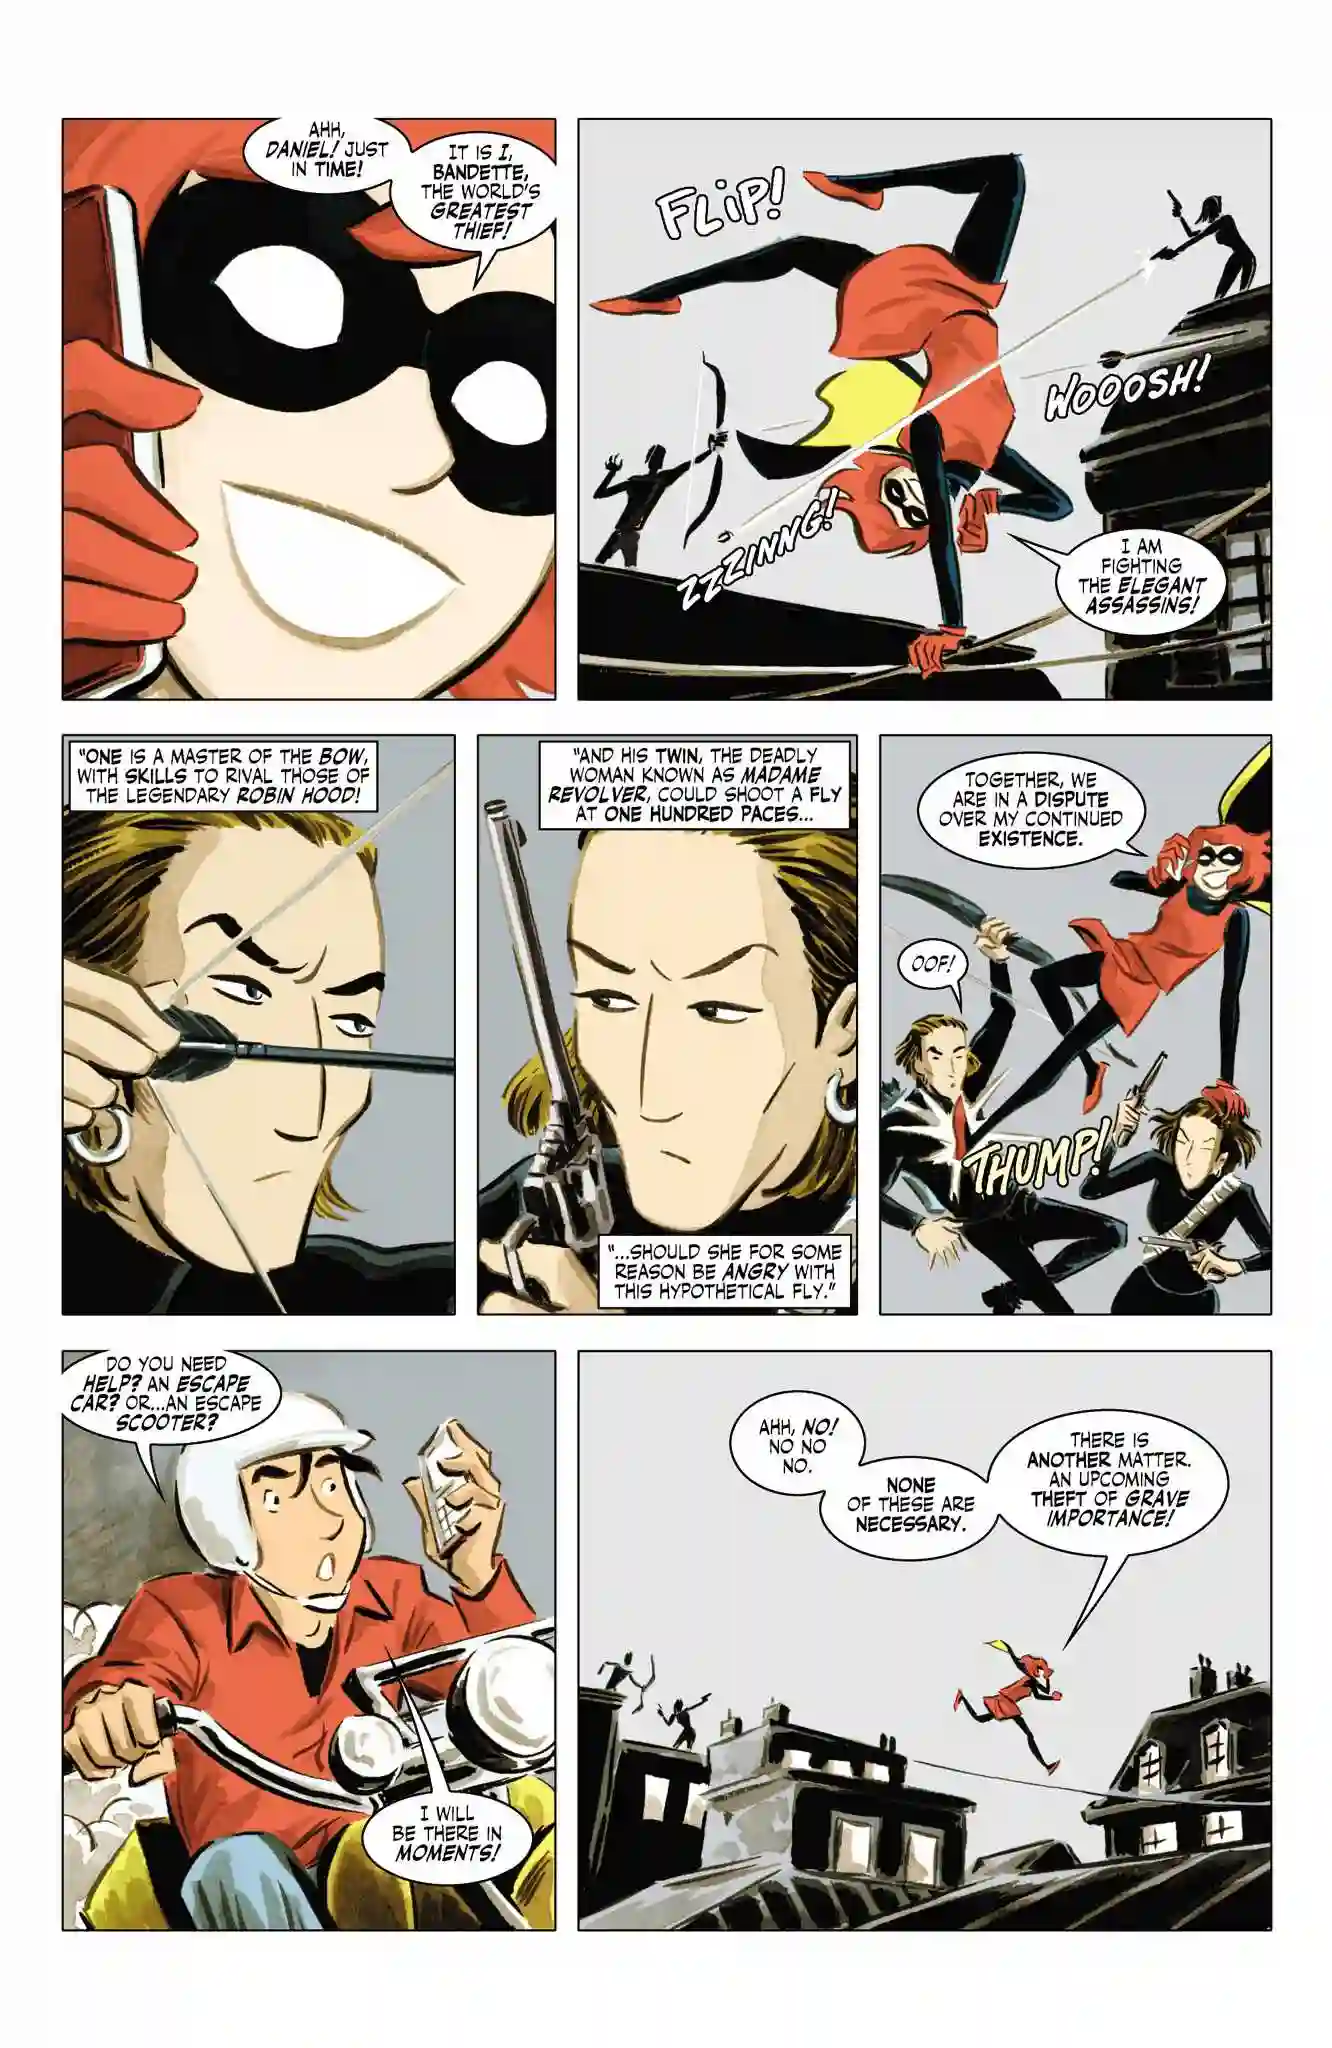 AHH,
DANIEL! JUST
IN TIME!
IT IS I,
BANDETTE,
THE WORLD'S
GREATEST
THIEF!
FLIP!
WOOOSH!
ZZZINNG!
I AM
FIGHTING
THE ELEGANT
ASSASSINS!
"ONE IS A MASTER OF THE BOW,
WITH SKILLS TO RIVAL THOSE OF
THE LEGENDARY ROBIN HOOD!
"AND HIS TWIN, THE DEADLY
WOMAN KNOWN AS MADAME
REVOLVER, COULD SHOOT A FLY
AT ONE HUNDRED PACES...
"...SHOULD SHE FOR SOME
REASON BE ANGRY WITH
THIS HYPOTHETICAL FLY."
TOGETHER, WE
ARE IN A DISPUTE
OVER MY CONTINUED
EXISTENCE.
OOF!
THUMP!
DO YOU NEED
HELP? AN ESCAPE
CAR? OR...AN ESCAPE
SCOOTER?
I WILL
BE THERE IN
MOMENTS!
AHH, NO!
NO NO
NO.
NONE
OF THESE ARE
NECESSARY.
THERE IS
ANOTHER MATTER.
AN UPCOMING
THEFT OF GRAVE
IMPORTANCE!